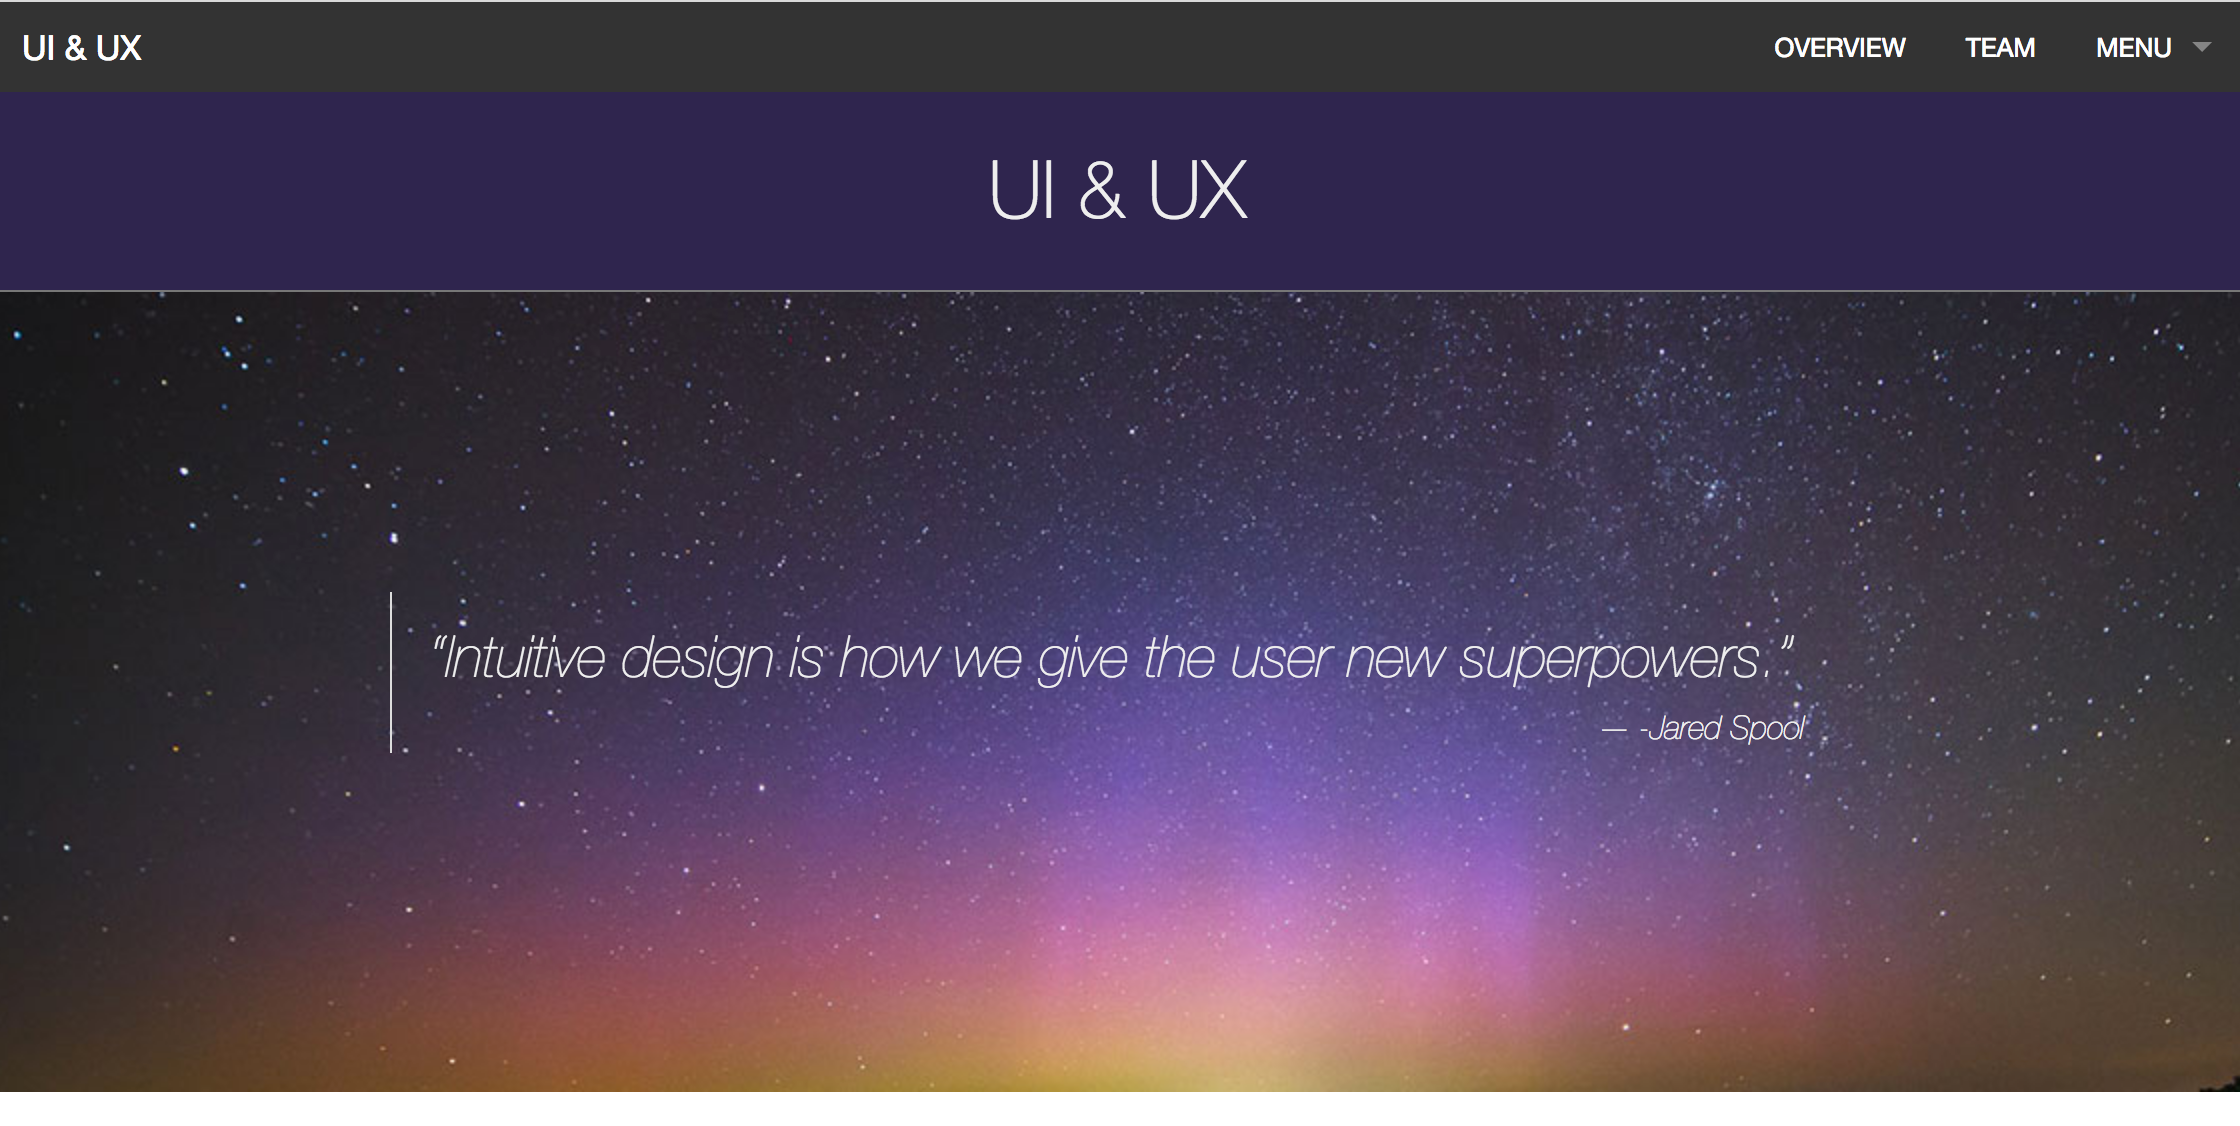 UI & UX
OVERVIEW
TEAM
MENU
UI & UX
“Intuitive design is how we give the user new superpowers.”
— -Jared Spool